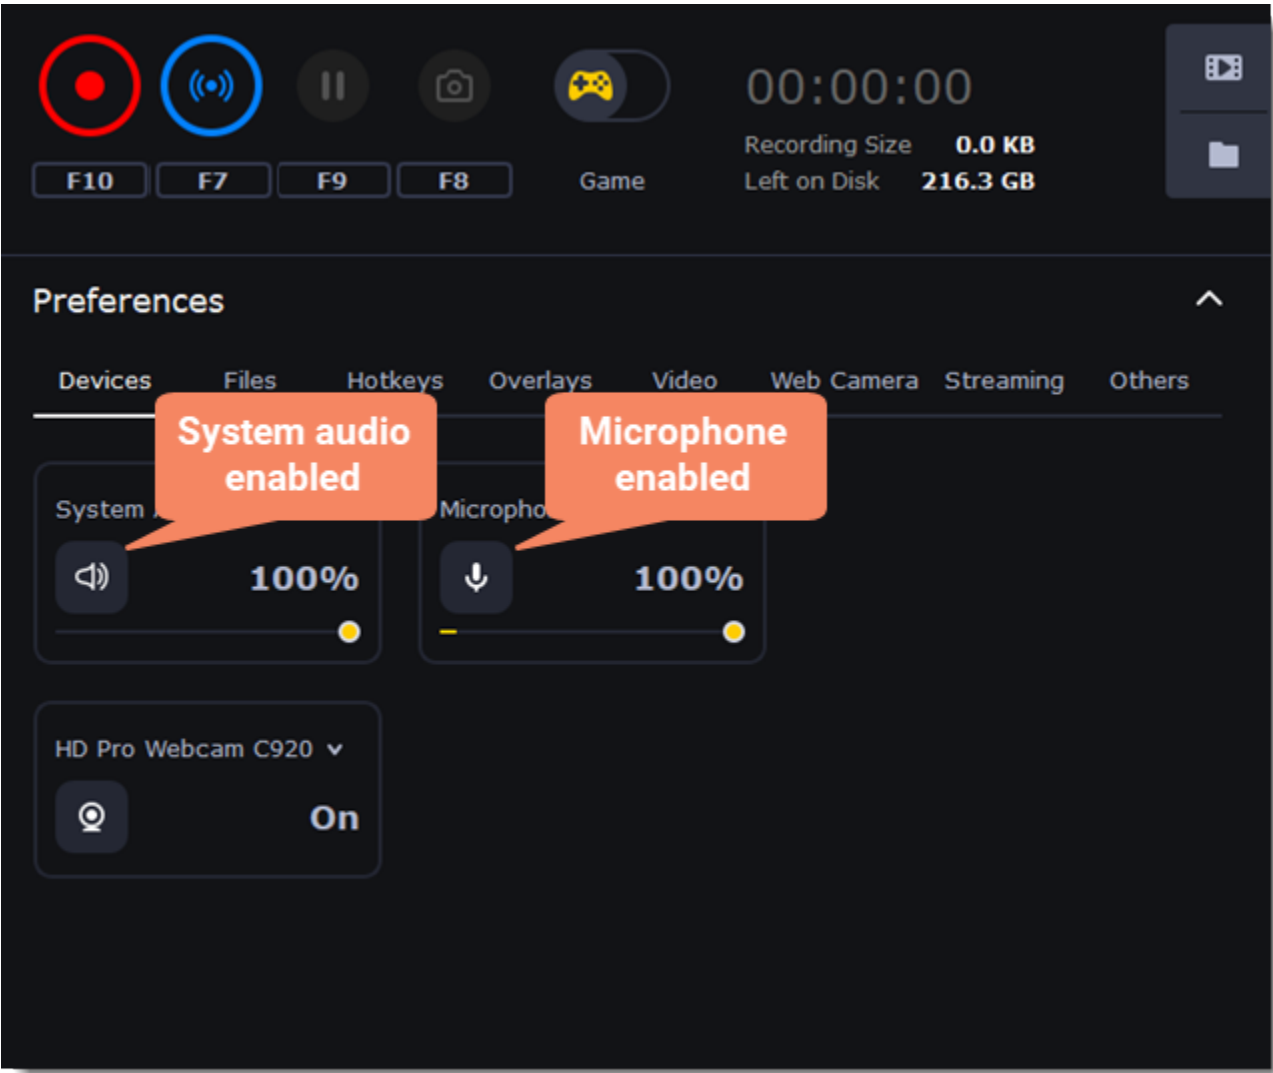 00:00:00
Recording Size 0.0 KB
F10 F7 F9 F8 Game Left on Disk 216.3 GB
Preferences
Devices Files Hotkeys Overlays Video Web Camera Streaming Others
System audio
enabled
Microphone
enabled
System
100% 100%
HD Pro Webcam C920
On